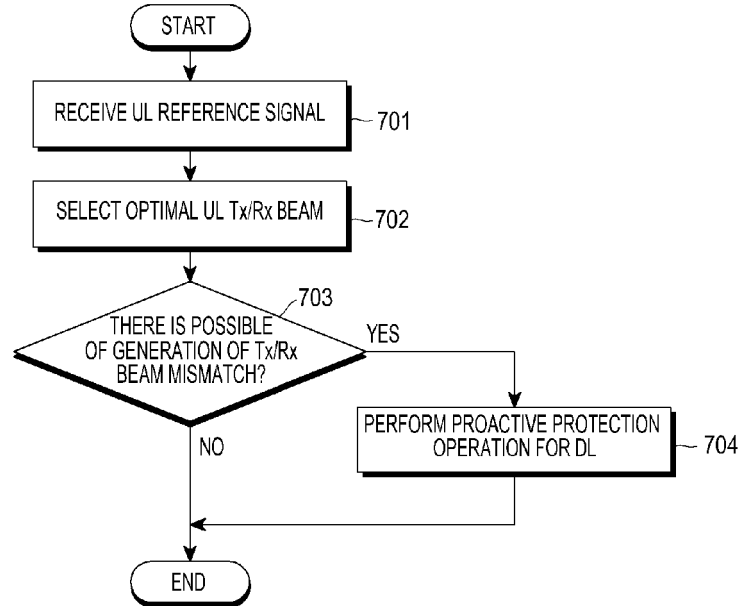 START
RECEIVE UL REFERENCE SIGNAL
701
SELECT OPTIMAL UL Tx/Rx BEAM
702
703
THERE IS POSSIBLE
OF GENERATION OF Tx/Rx
BEAM MISMATCH?
YES
NO
PERFORM PROACTIVE PROTECTION
OPERATION FOR DL
704
END